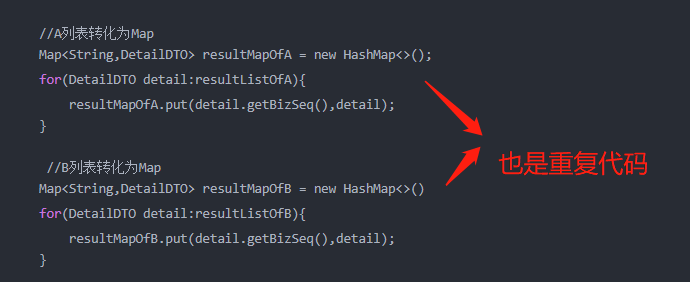 //A列表转化为Map
Map<String,DetailDTO> resultMapOfA = new HashMap<>();
for(DetailDTO detail:resultListOfA){
resultMapOfA.put(detail.getBizSeq(),detail);
}
//B列表转化为Map
Map<String,DetailDTO> resultMapOfB = new HashMap<>()
for(DetailDTO detail:resultListOfB){
resultMapOfB.put(detail.getBizSeq(),detail);
}
也是重复代码